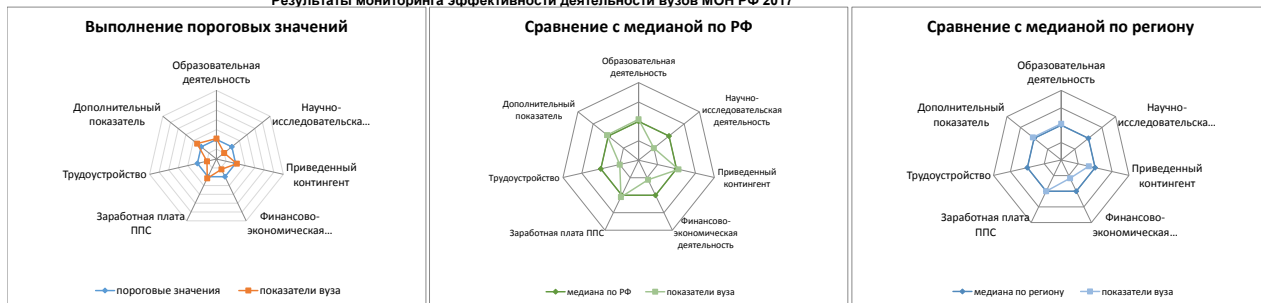 Результаты мониторинга эффективности деятельности вузов МОН РФ 2017
Выполнение пороговых значений
Образовательная
деятельность
Научно-
исследовательска…
Приведенный
контингент
Финансово-
экономическая…
Заработная плата
ППС
Трудоустройство
Дополнительный
показатель
пороговые значения
показатели вуза
Сравнение с медианой по РФ
Образовательная
деятельность
Научно-
исследовательская
деятельность
Приведенный
контингент
Финансово-
экономическая
деятельность
Заработная плата ППС
Трудоустройство
Дополнительный
показатель
медиана по РФ
показатели вуза
Сравнение с медианой по региону
Образовательная
деятельность
Научно-
исследовательска…
Приведенный
контингент
Финансово-
экономическая…
Заработная плата
ППС
Трудоустройство
Дополнительный
показатель
медиана по региону
показатели вуза